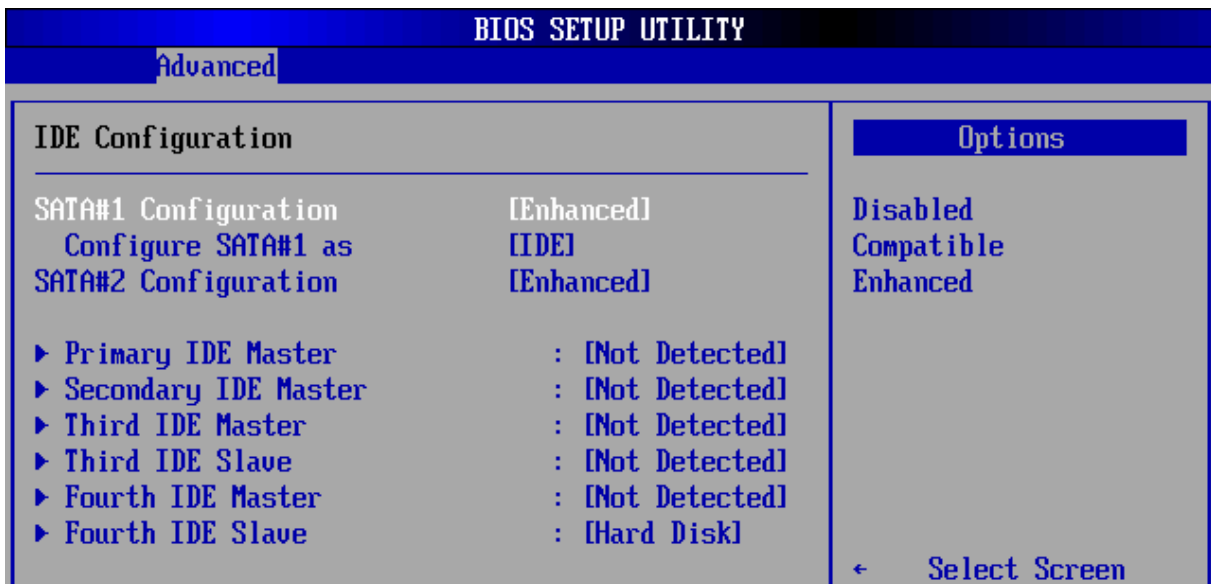 BIOS SETUP UTILITY
Advanced
IDE Configuration
SATA#1 Configuration [Enhanced]
Configure SATA#1 as [IDE]
SATA#2 Configuration [Enhanced]
▶ Primary IDE Master : [Not Detected]
▶ Secondary IDE Master : [Not Detected]
▶ Third IDE Master : [Not Detected]
▶ Third IDE Slave : [Not Detected]
▶ Fourth IDE Master : [Not Detected]
▶ Fourth IDE Slave : [Hard Disk]
Options
Disabled
Compatible
Enhanced
← Select Screen